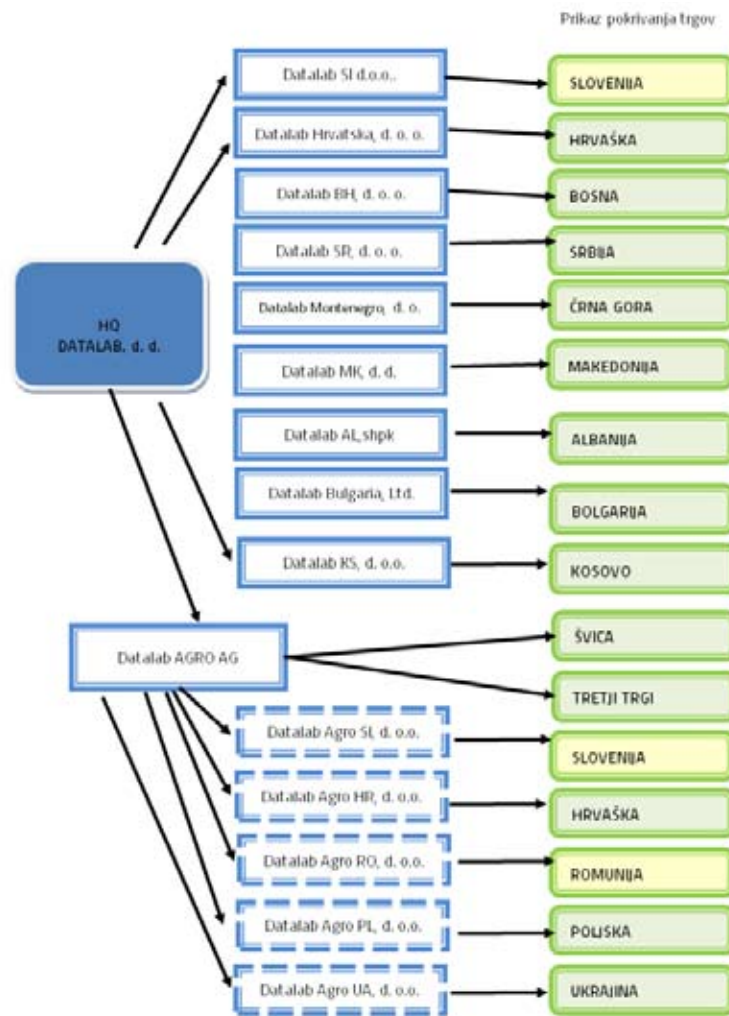 Prikaz pokrivanja trgov
Datalab SI d.o.o..
SLOVENIJA
Datalab Hrvatska, d. o. o.
HRVAŠKA
Datalab BH, d. o. o.
BOSNA
Datalab SR, d. o. o.
SRBIJA
HQ
DATALAB, d. d.
Datalab Montenegro, d. o.
ČRNA GORA
Datalab MK, d. d.
MAKEDONIJA
Datalab AL,shpk
ALBANIJA
Datalab Bulgaria, Ltd.
BOLGARIJA
Datalab KS, d. o.o.
KOSOVO
Datalab AGRO AG
ŠVICA
TRETJI TRGI
Datalab Agro SI, d. o.o.
SLOVENIJA
Datalab Agro HR, d. o.o.
HRVAŠKA
Datalab Agro RO, d. o.o.
ROMUNIJA
Datalab Agro PL, d. o.o.
POLJSKA
Datalab Agro UA, d. o.o.
UKRAJINA